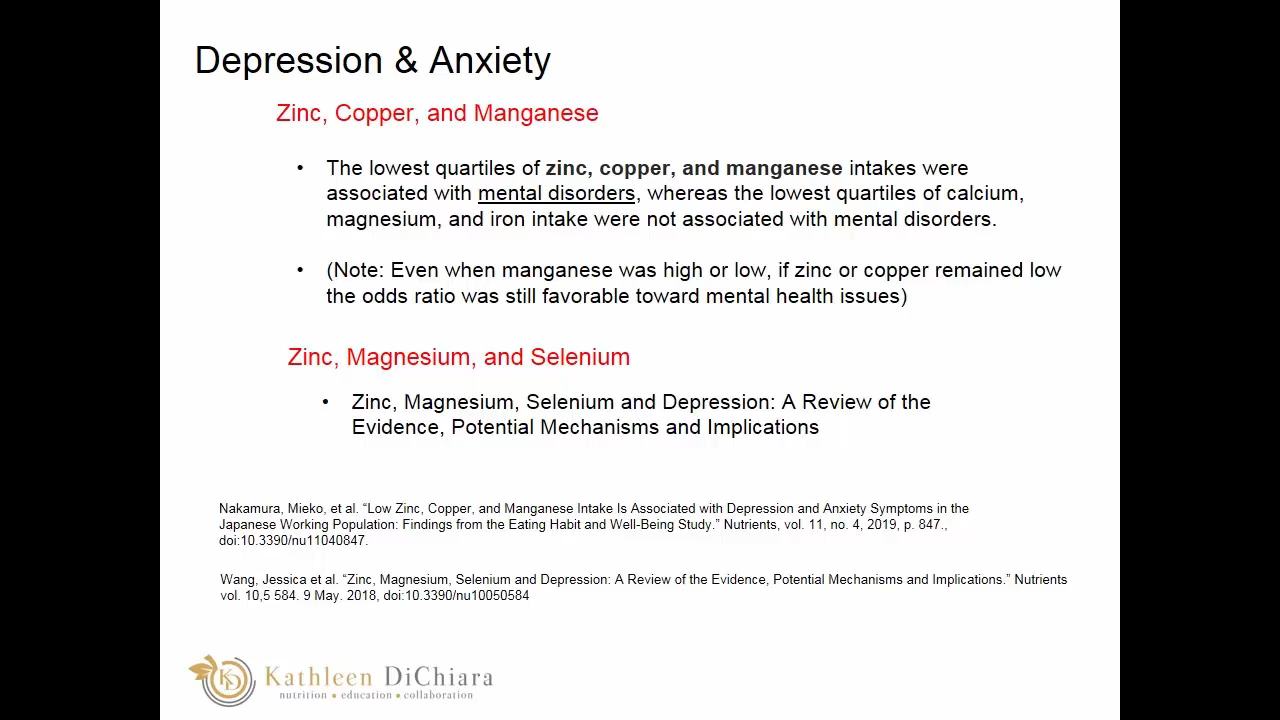 Depression & Anxiety
Zinc, Copper, and Manganese
• The lowest quartiles of zinc, copper, and manganese intakes were
associated with mental disorders, whereas the lowest quartiles of calcium,
magnesium, and iron intake were not associated with mental disorders.
• (Note: Even when manganese was high or low, if zinc or copper remained low
the odds ratio was still favorable toward mental health issues)
Zinc, Magnesium, and Selenium
• Zinc, Magnesium, Selenium and Depression: A Review of the
Evidence, Potential Mechanisms and Implications
Nakamura, Mieko, et al. “Low Zinc, Copper, and Manganese Intake Is Associated with Depression and Anxiety Symptoms in the
Japanese Working Population: Findings from the Eating Habit and Well-Being Study.” Nutrients, vol. 11, no. 4, 2019, p. 847.,
doi:10.3390/nu11040847.
Wang, Jessica et al. “Zinc, Magnesium, Selenium and Depression: A Review of the Evidence, Potential Mechanisms and Implications.” Nutrients
vol. 10,5 584. 9 May. 2018, doi:10.3390/nu10050584
KD Kathleen DiChiara
nutrition • education • collaboration